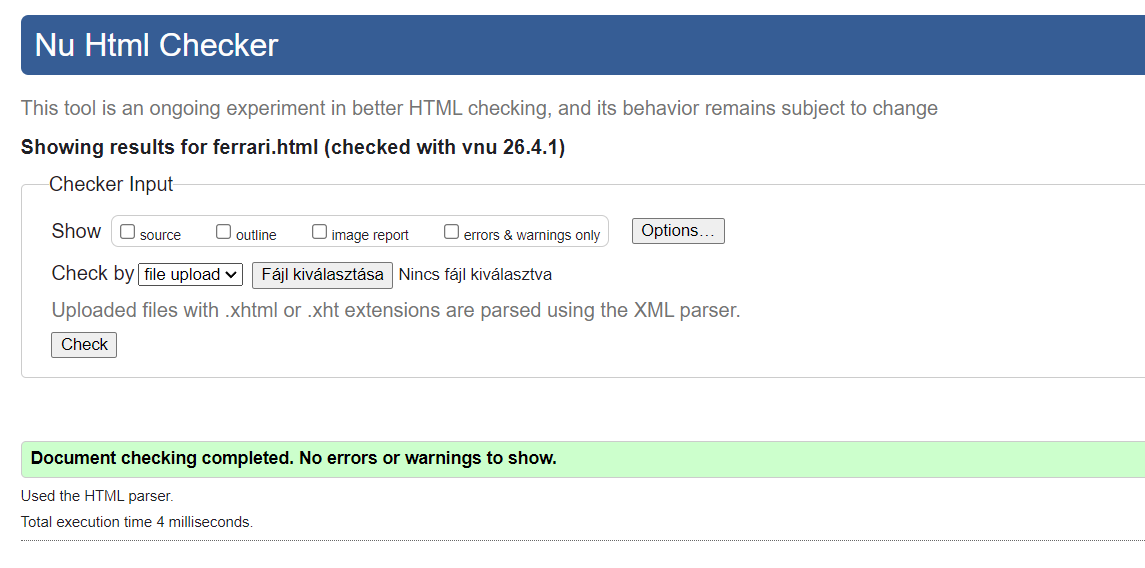 Nu Html Checker
This tool is an ongoing experiment in better HTML checking, and its behavior remains subject to change
Showing results for ferrari.html (checked with vnu 26.4.1)
Checker Input
Show source outline image report errors & warnings only Options…
Check by file upload Fájl kiválasztása Nincs fájl kiválasztva
Uploaded files with .xhtml or .xht extensions are parsed using the XML parser.
Check
Document checking completed. No errors or warnings to show.
Used the HTML parser.
Total execution time 4 milliseconds.